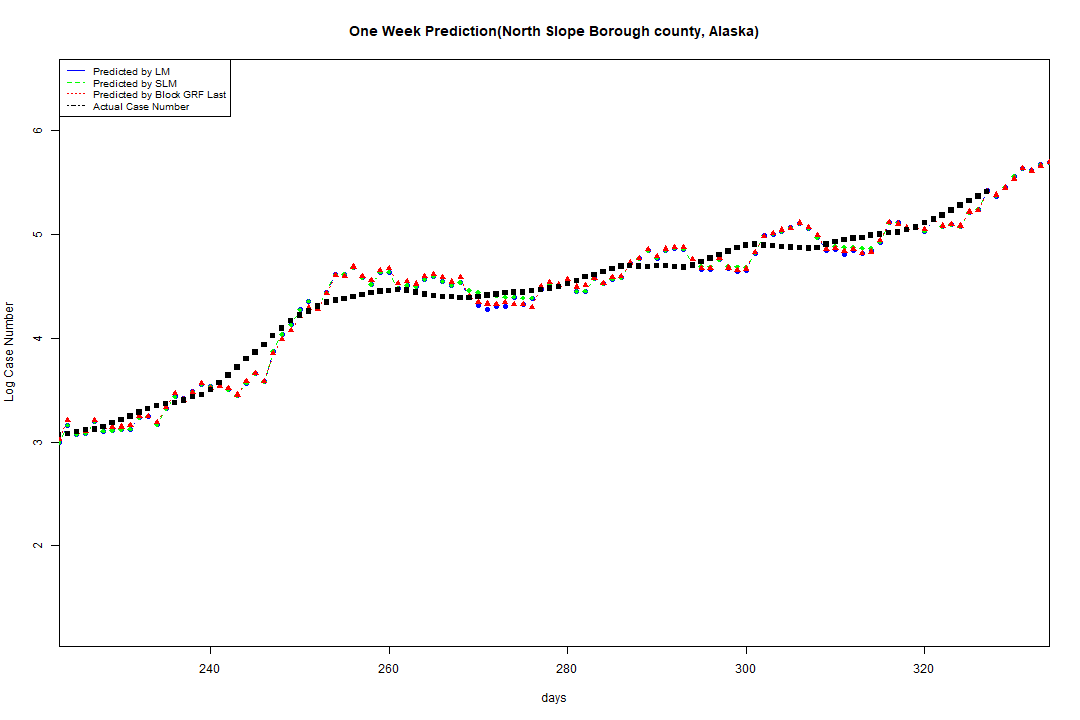 One Week Prediction(North Slope Borough county, Alaska)
Predicted by LM
Predicted by SLM
Predicted by Block GRF Last
Actual Case Number
6
5
4
3
2
Log Case Number
240 260 280 300 320
days